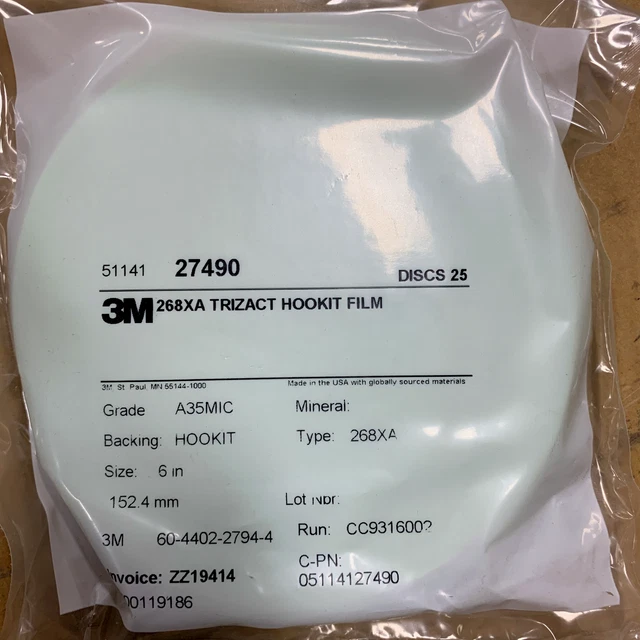 51141 27490 DISCS 25
3M 268XA TRIZACT HOOKIT FILM
3M St. Paul, MN 55144-1000 Made in the USA with globally sourced materials
Grade A35MIC Mineral:
Backing: HOOKIT Type: 268XA
Size: 6 in
152.4 mm Lot Nbr:
3M 60-4402-2794-4 Run: CC9316002
C-PN:
Invoice: ZZ19414 05114127490
00119186